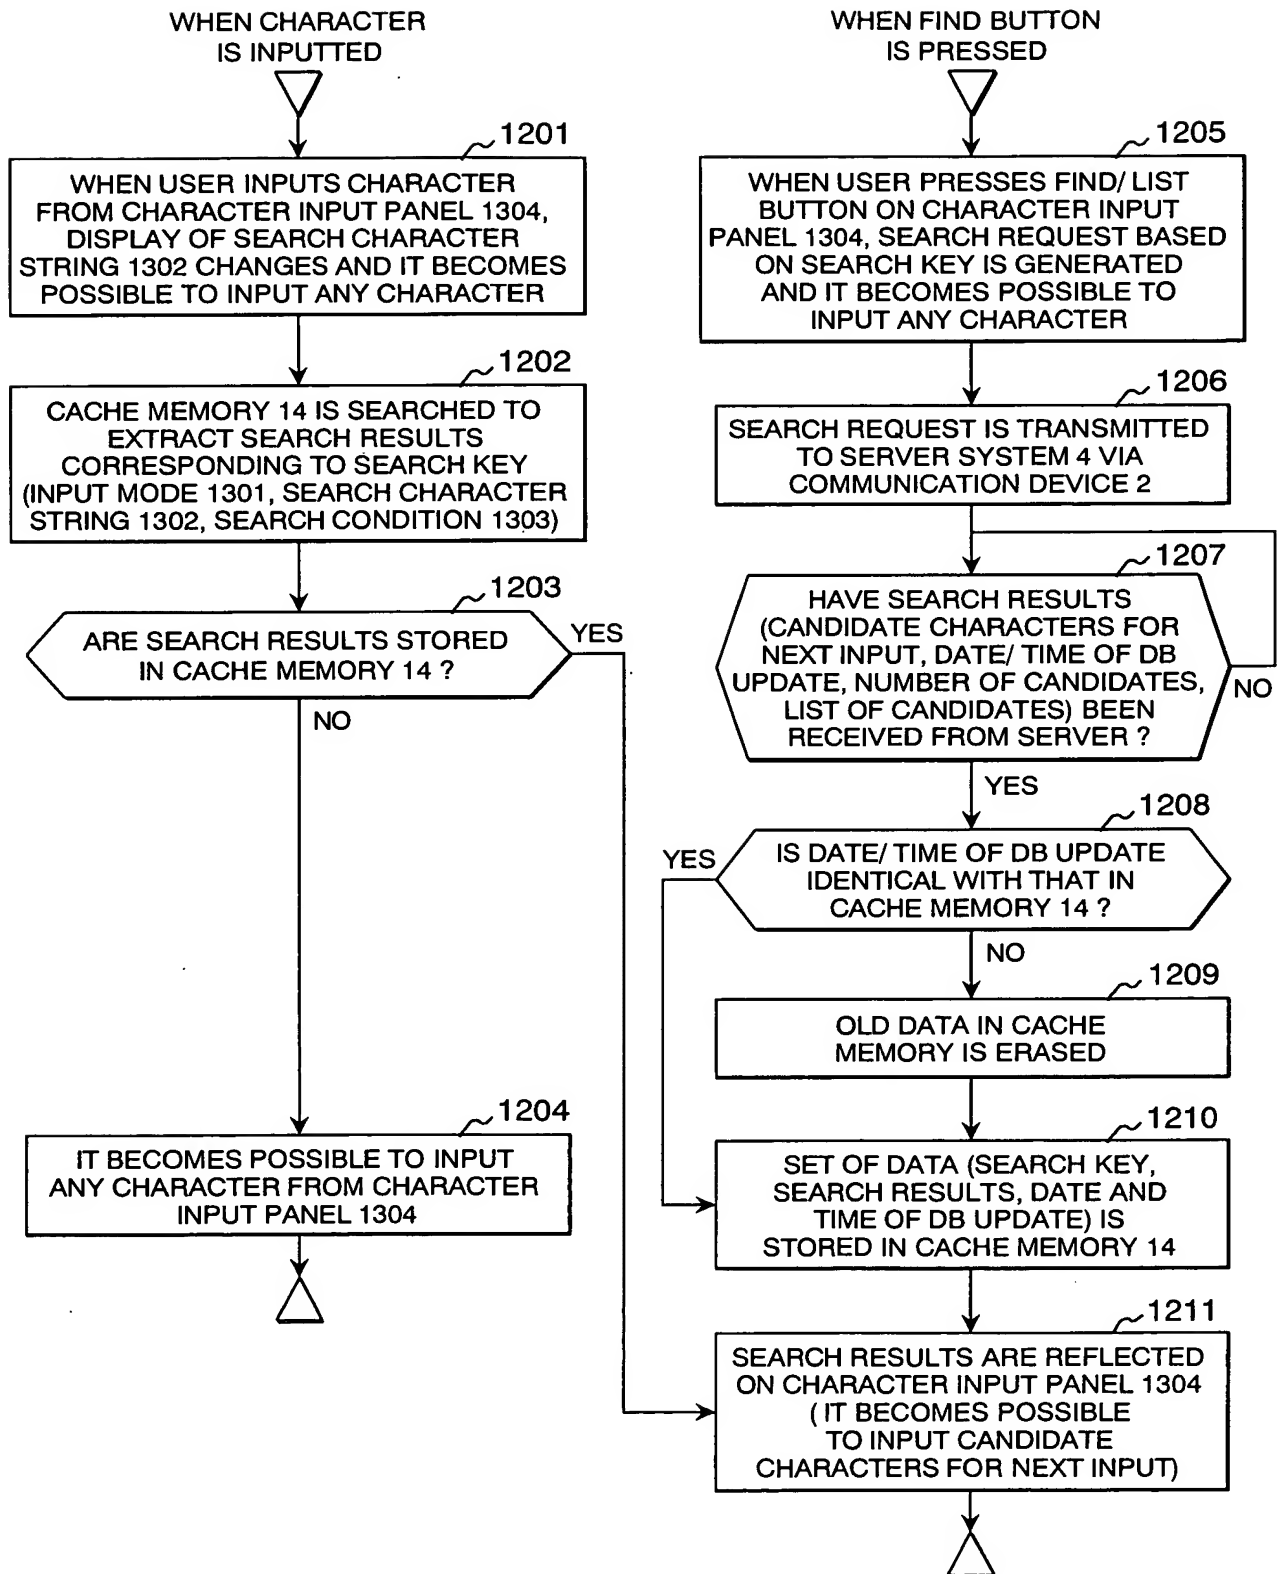 WHEN CHARACTER
IS INPUTTED
1201
WHEN USER INPUTS CHARACTER
FROM CHARACTER INPUT PANEL 1304,
DISPLAY OF SEARCH CHARACTER
STRING 1302 CHANGES AND IT BECOMES
POSSIBLE TO INPUT ANY CHARACTER
1202
CACHE MEMORY 14 IS SEARCHED TO
EXTRACT SEARCH RESULTS
CORRESPONDING TO SEARCH KEY
(INPUT MODE 1301, SEARCH CHARACTER
STRING 1302, SEARCH CONDITION 1303)
1203
ARE SEARCH RESULTS STORED
IN CACHE MEMORY 14 ?
YES
NO
1204
IT BECOMES POSSIBLE TO INPUT
ANY CHARACTER FROM CHARACTER
INPUT PANEL 1304
WHEN FIND BUTTON
IS PRESSED
1205
WHEN USER PRESSES FIND/ LIST
BUTTON ON CHARACTER INPUT
PANEL 1304, SEARCH REQUEST BASED
ON SEARCH KEY IS GENERATED
AND IT BECOMES POSSIBLE TO
INPUT ANY CHARACTER
1206
SEARCH REQUEST IS TRANSMITTED
TO SERVER SYSTEM 4 VIA
COMMUNICATION DEVICE 2
1207
HAVE SEARCH RESULTS
(CANDIDATE CHARACTERS FOR
NEXT INPUT, DATE/ TIME OF DB
UPDATE, NUMBER OF CANDIDATES,
LIST OF CANDIDATES) BEEN
RECEIVED FROM SERVER ?
NO
YES
1208
YES
IS DATE/ TIME OF DB UPDATE
IDENTICAL WITH THAT IN
CACHE MEMORY 14 ?
NO
1209
OLD DATA IN CACHE
MEMORY IS ERASED
1210
SET OF DATA (SEARCH KEY,
SEARCH RESULTS, DATE AND
TIME OF DB UPDATE) IS
STORED IN CACHE MEMORY 14
1211
SEARCH RESULTS ARE REFLECTED
ON CHARACTER INPUT PANEL 1304
( IT BECOMES POSSIBLE
TO INPUT CANDIDATE
CHARACTERS FOR NEXT INPUT)